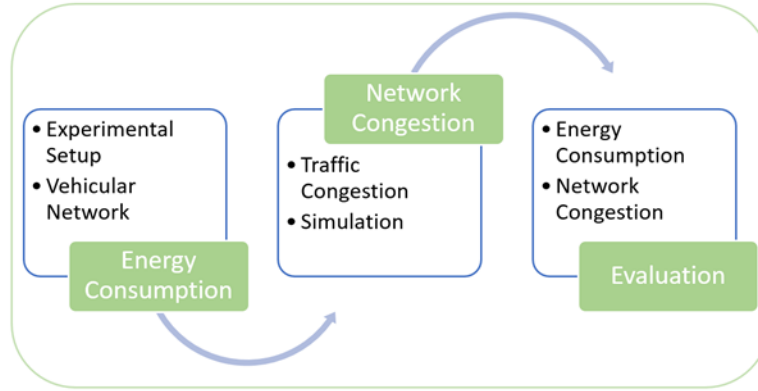 • Experimental
Setup
• Vehicular
Network
Energy
Consumption
Network
Congestion
• Traffic
Congestion
• Simulation
• Energy
Consumption
• Network
Congestion
Evaluation